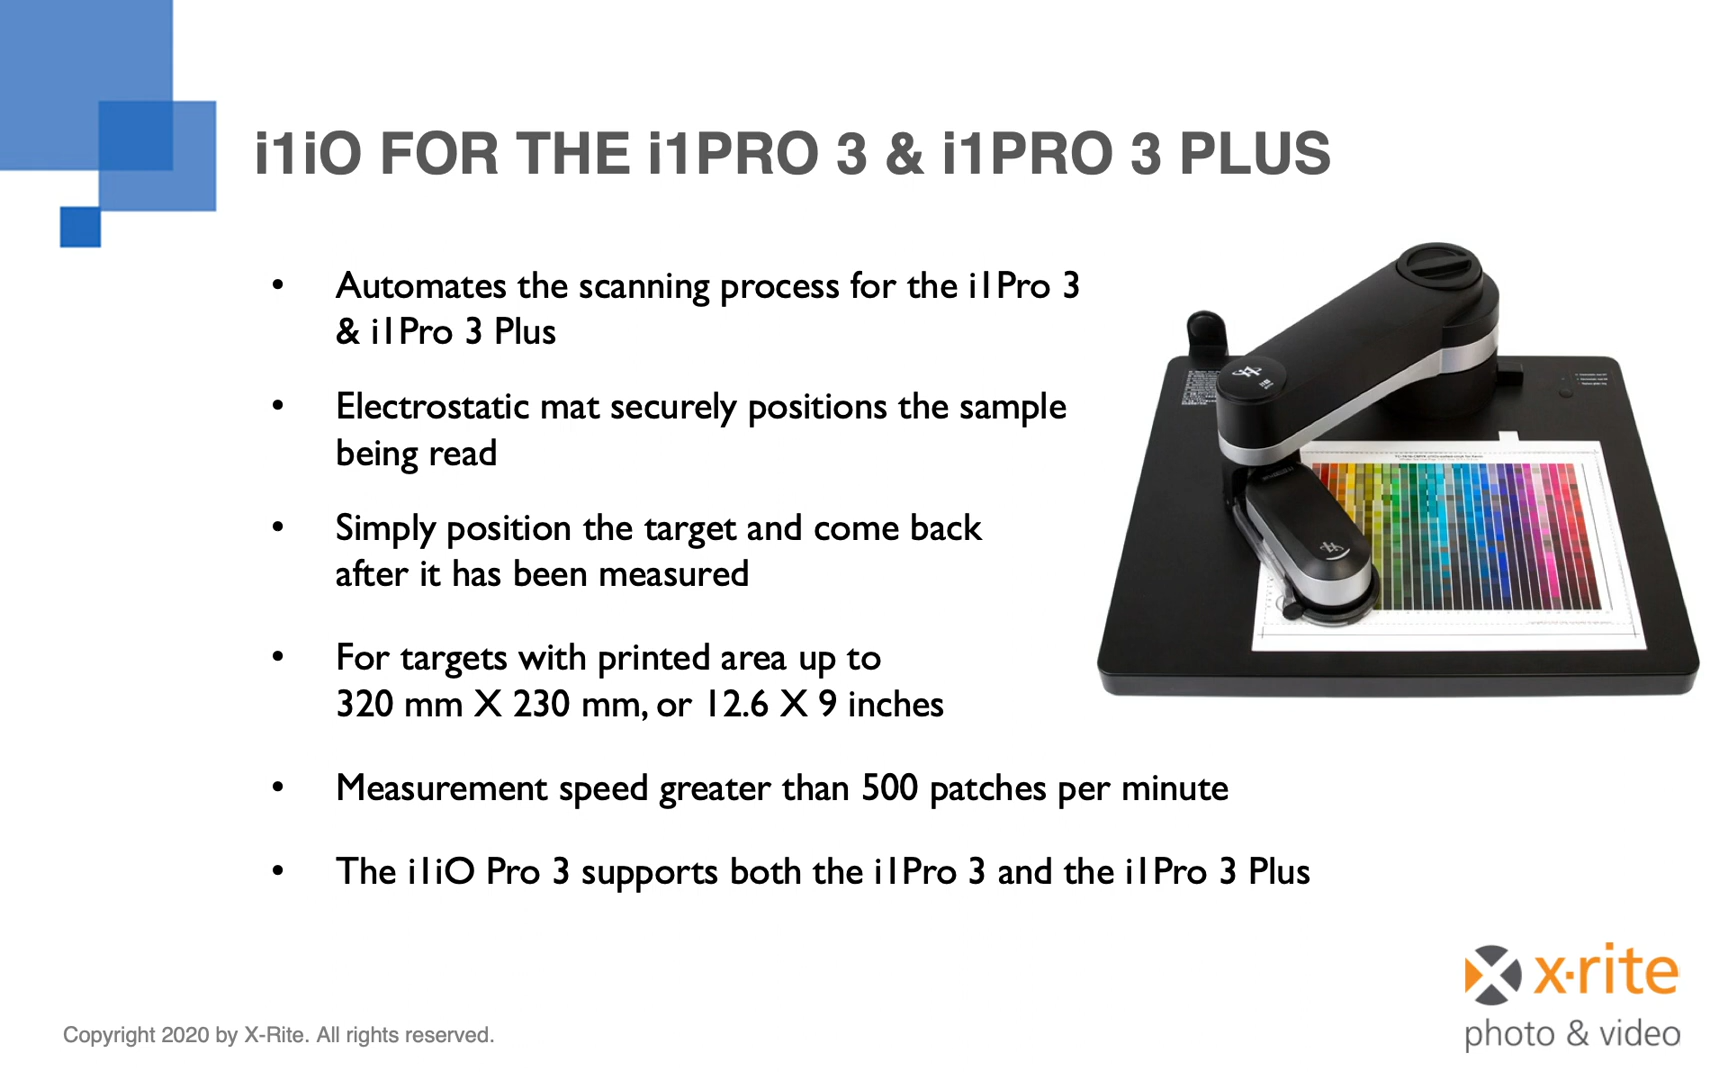 i1iO FOR THE i1PRO 3 & i1PRO 3 PLUS
• Automates the scanning process for the i1Pro 3
& i1Pro 3 Plus
• Electrostatic mat securely positions the sample
being read
• Simply position the target and come back
after it has been measured
• For targets with printed area up to
320 mm X 230 mm, or 12.6 X 9 inches
• Measurement speed greater than 500 patches per minute
• The i1iO Pro 3 supports both the i1Pro 3 and the i1Pro 3 Plus
x·rite
photo & video
Copyright 2020 by X-Rite. All rights reserved.